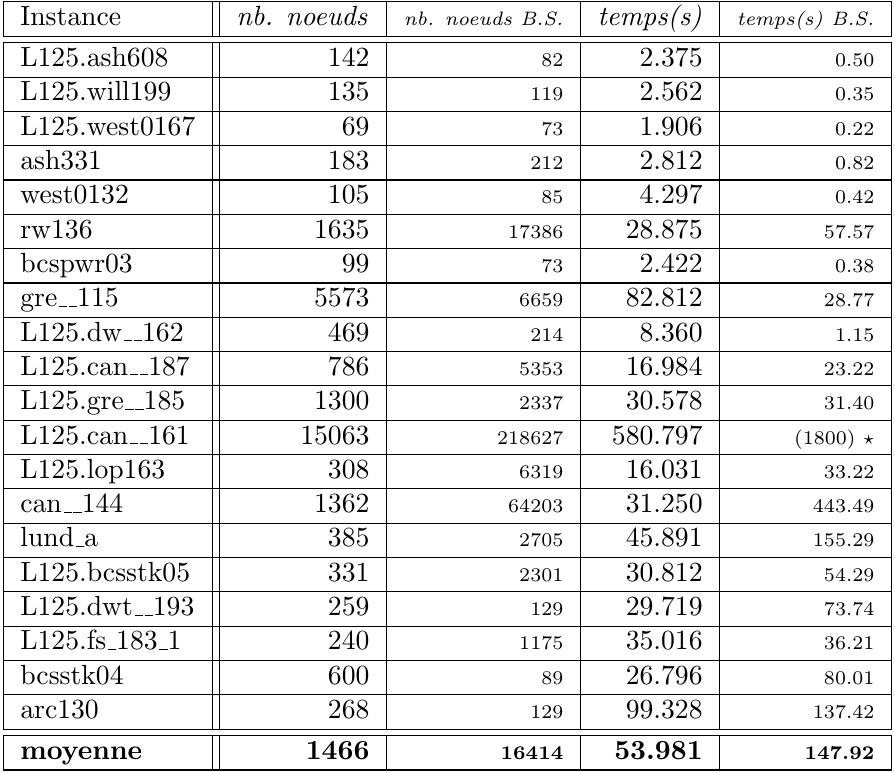 Instance nb. noeuds nb. noeuds B.S. temps(s) temps(s) B.S.
L125.ash608 142 82 2.375 0.50
L125.will199 135 119 2.562 0.35
L125.west0167 69 73 1.906 0.22
ash331 183 212 2.812 0.82
west0132 105 85 4.297 0.42
rw136 1635 17386 28.875 57.57
bcspwr03 99 73 2.422 0.38
gre__115 5573 6659 82.812 28.77
L125.dw__162 469 214 8.360 1.15
L125.can__187 786 5353 16.984 23.22
L125.gre__185 1300 2337 30.578 31.40
L125.can__161 15063 218627 580.797 (1800) ⋆
L125.lop163 308 6319 16.031 33.22
can__144 1362 64203 31.250 443.49
lund_a 385 2705 45.891 155.29
L125.bcsstk05 331 2301 30.812 54.29
L125.dwt__193 259 129 29.719 73.74
L125.fs_183_1 240 1175 35.016 36.21
bcsstk04 600 89 26.796 80.01
arc130 268 129 99.328 137.42
moyenne 1466 16414 53.981 147.92